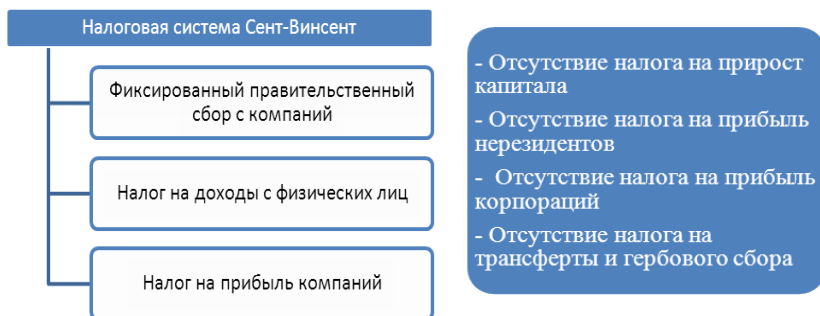 Налоговая система Сент-Винсент
Фиксированный правительственный
сбор с компаний
Налог на доходы с физических лиц
Налог на прибыль компаний
- Отсутствие налога на прирост
капитала
- Отсутствие налога на прибыль
нерезидентов
- Отсутствие налога на прибыль
корпораций
- Отсутствие налога на
трансферты и гербового сбора